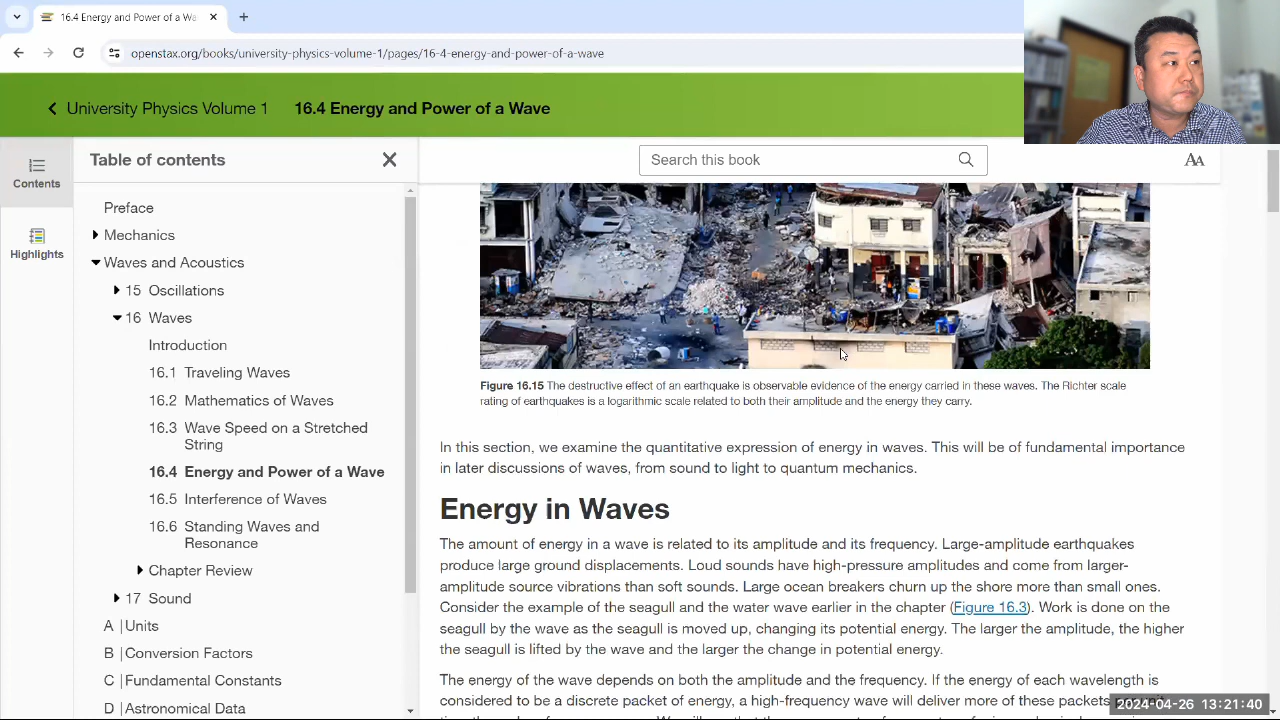 16.4 Energy and Power of a Wave
openstax.org/books/university-physics-volume-1/pages/16-4-energy-and-power-of-a-wave
University Physics Volume 1 16.4 Energy and Power of a Wave
Contents
Highlights
Table of contents
Preface
Mechanics
Waves and Acoustics
15 Oscillations
16 Waves
Introduction
16.1 Traveling Waves
16.2 Mathematics of Waves
16.3 Wave Speed on a Stretched
String
16.4 Energy and Power of a Wave
16.5 Interference of Waves
16.6 Standing Waves and
Resonance
Chapter Review
17 Sound
A | Units
B | Conversion Factors
C | Fundamental Constants
D | Astronomical Data
Search this book
AA
Figure 16.15 The destructive effect of an earthquake is observable evidence of the energy carried in these waves. The Richter scale
rating of earthquakes is a logarithmic scale related to both their amplitude and the energy they carry.
In this section, we examine the quantitative expression of energy in waves. This will be of fundamental importance
in later discussions of waves, from sound to light to quantum mechanics.
Energy in Waves
The amount of energy in a wave is related to its amplitude and its frequency. Large-amplitude earthquakes
produce large ground displacements. Loud sounds have high-pressure amplitudes and come from larger-
amplitude source vibrations than soft sounds. Large ocean breakers churn up the shore more than small ones.
Consider the example of the seagull and the water wave earlier in the chapter (Figure 16.3). Work is done on the
seagull by the wave as the seagull is moved up, changing its potential energy. The larger the amplitude, the higher
the seagull is lifted by the wave and the larger the change in potential energy.
The energy of the wave depends on both the amplitude and the frequency. If the energy of each wavelength is
considered to be a discrete packet of energy, a high-frequency wave will deliver more of these packets
2024-04-26 13:21:40